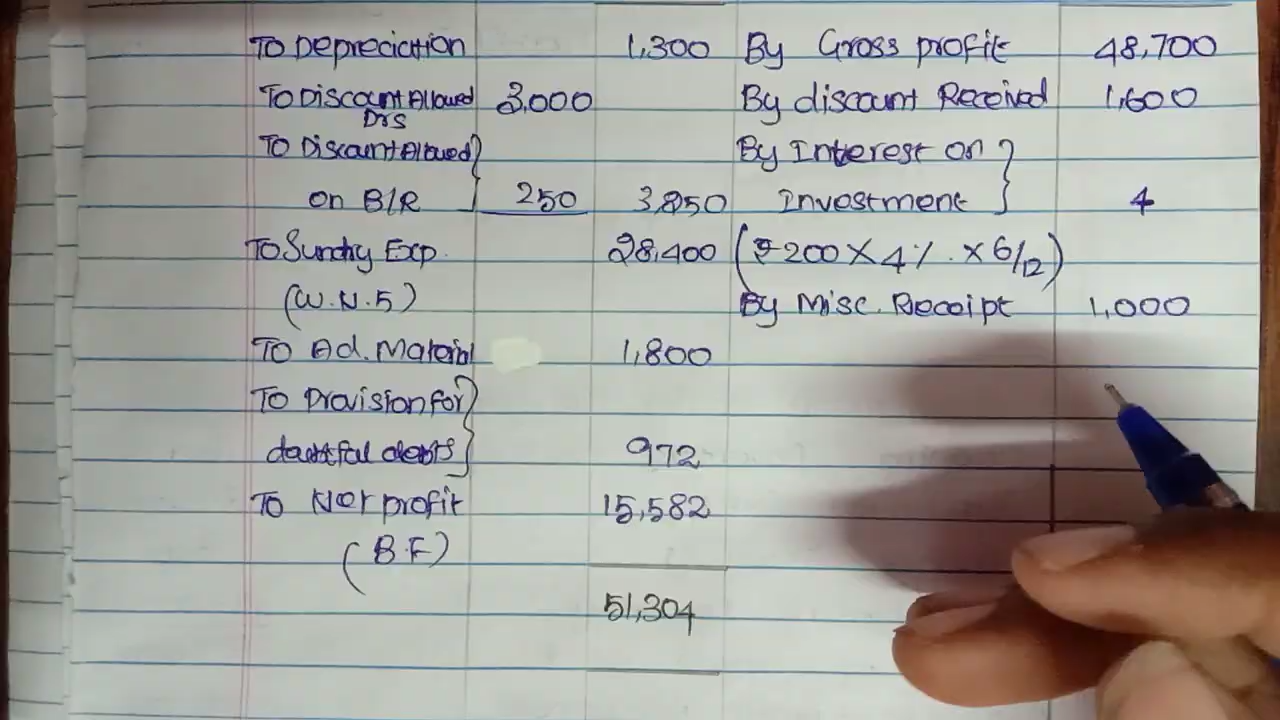 To Depreciation 1,300 By Gross profit 48,700
To Discount Allowed 3,000 By discount Received 1,600
Drs
To Discount Allowed } By Interest on }
on B/R 250 3,250 Investment 4
To Sundry Exp. 28,400 (₹200 × 4% × 6/12)
(W.N.5) By Misc. Receipt 1,000
To Ad. Material 1,800
To Provision for }
doubtful debts 972
To Net profit 15,582
(B.F)
51,304